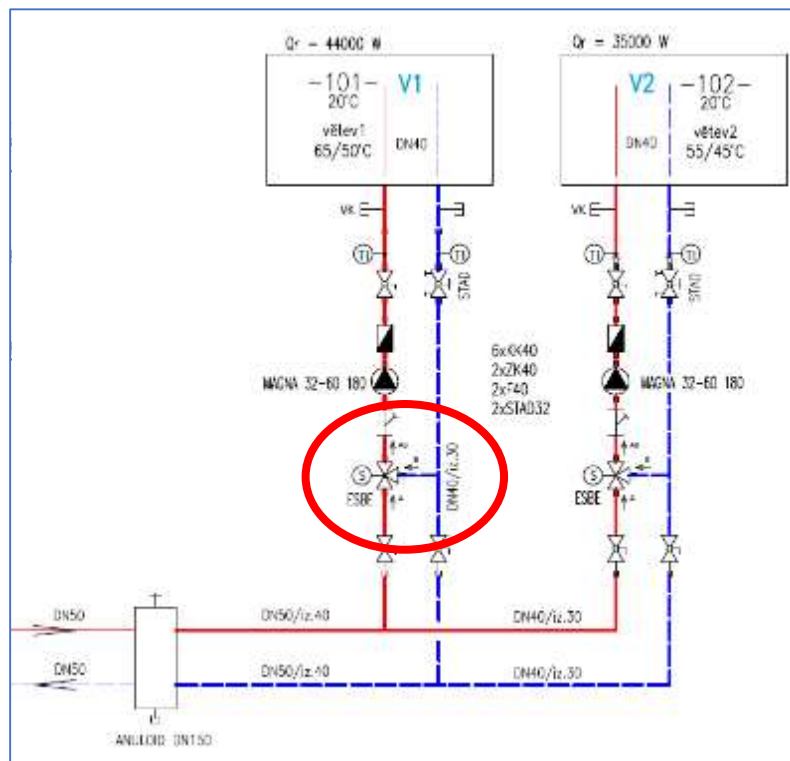 Qr - 44000 W
-101-
20°C
V1
větev1
65/50°C
DN40
Qr = 35000 W
V2
-102-
20°C
DN40
větev2
55/45°C
VK
VK
TI
TI
TI
TI
STAD
STAD
6xKK40
2xZK40
2xF40
2xSTAD32
MAGNA 32-60 180
MAGNA 32-60 180
AB
B
A
S
ESBE
DN40/iz.30
AB
B
A
S
ESBE
DN50
DN50/iz.40
DN40/iz.30
DN50
DN50/iz.40
DN40/iz.30
ANULOID DN150